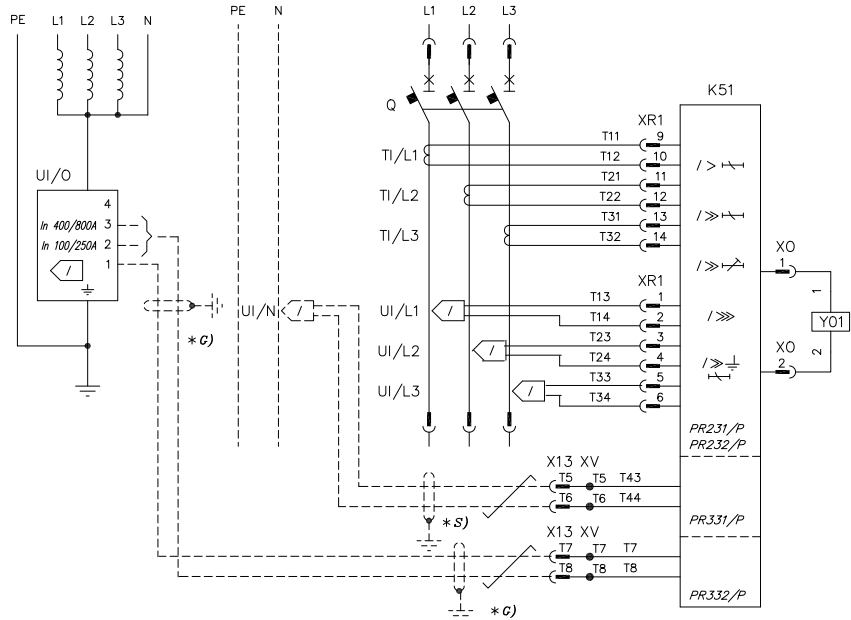 PE L1 L2 L3 N
PE N
L1 L2 L3
K51
Q
XR1
T11 9
TI/L1
T12 10
T21 11
TI/L2
T22 12
T31 13
TI/L3
T32 14
UI/O
4
In 400/800A 3
In 100/250A 2
/
1
/>
/≫
/≫
/⋙
/≫
XR1
T13 1
UI/L1 /
T14 2
T23 3
UI/L2 /
T24 4
T33 5
UI/L3 /
T34 6
UI/N /
*G)
XO
1
1
Y01
2
XO
2
PR231/P
PR232/P
X13 XV
T5 T5 T43
T6 T6 T44
*S)
PR331/P
X13 XV
T7 T7 T7
T8 T8 T8
*G)
PR332/P